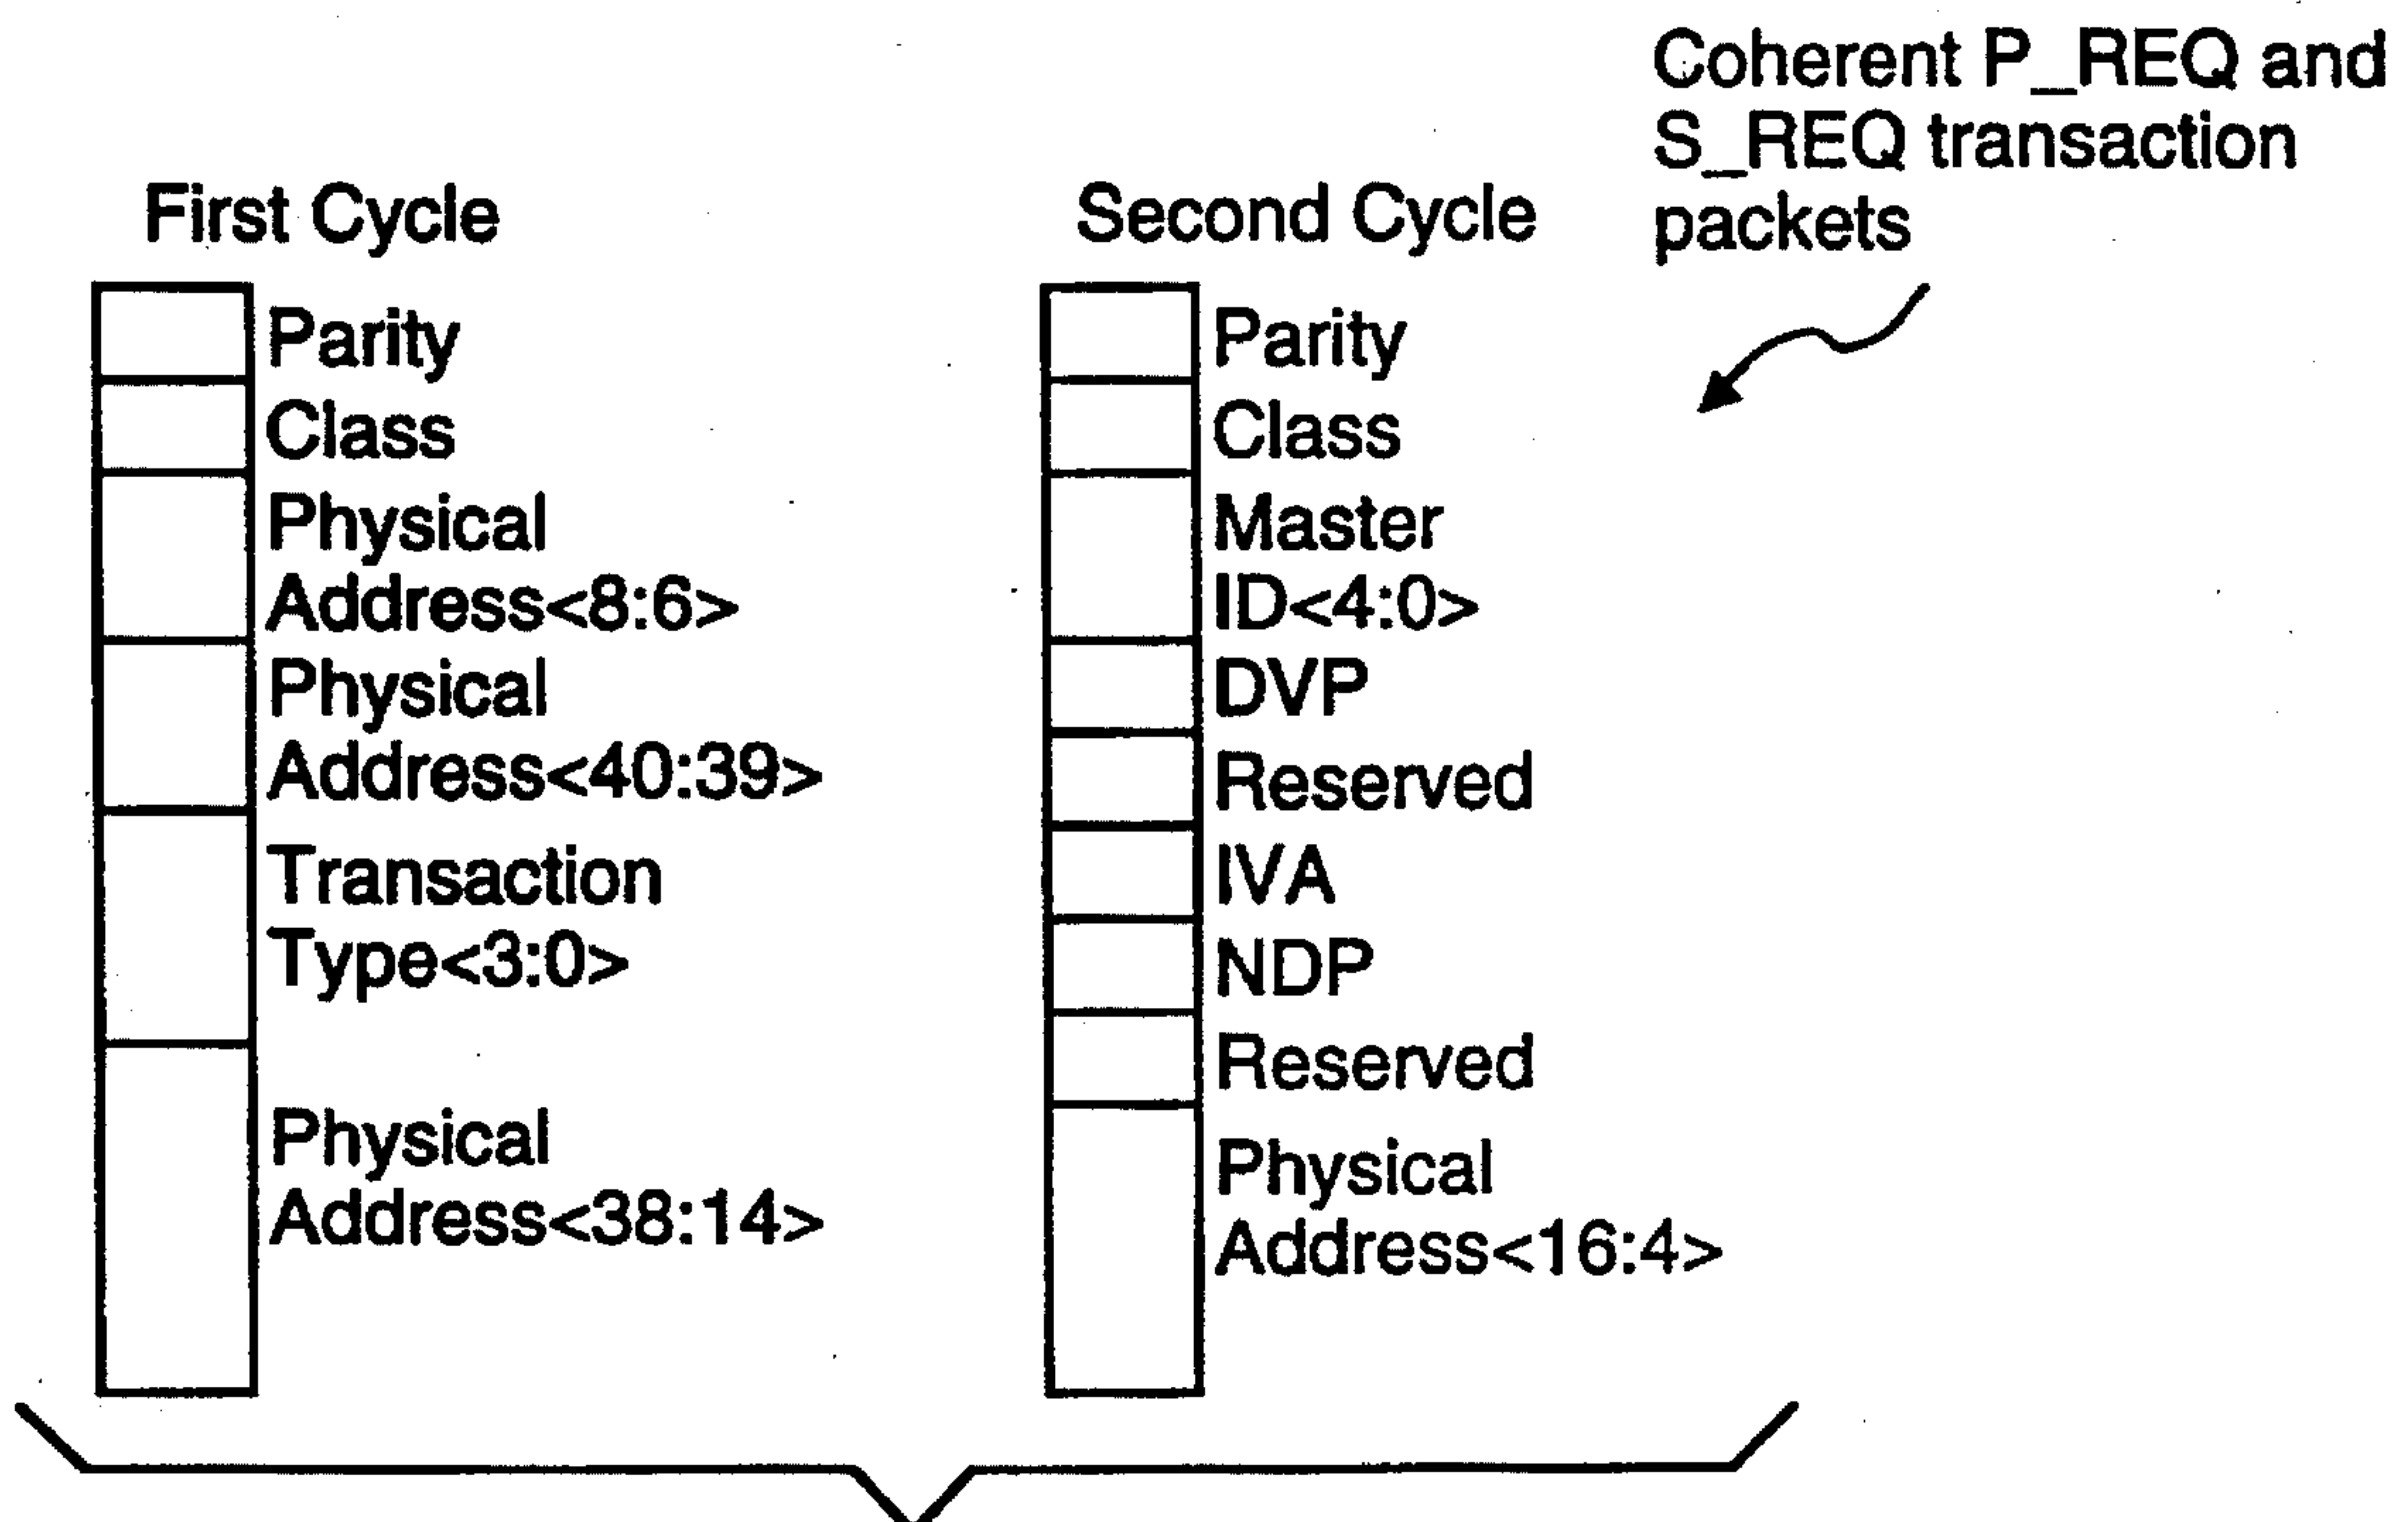 Coherent P_REQ and
S_REQ transaction
packets
First Cycle
Parity
Class
Physical
Address<8:6>
Physical
Address<40:39>
Transaction
Type<3:0>
Physical
Address<38:14>
Second Cycle
Parity
Class
Master
ID<4:0>
DVP
Reserved
IVA
NDP
Reserved
Physical
Address<16:4>